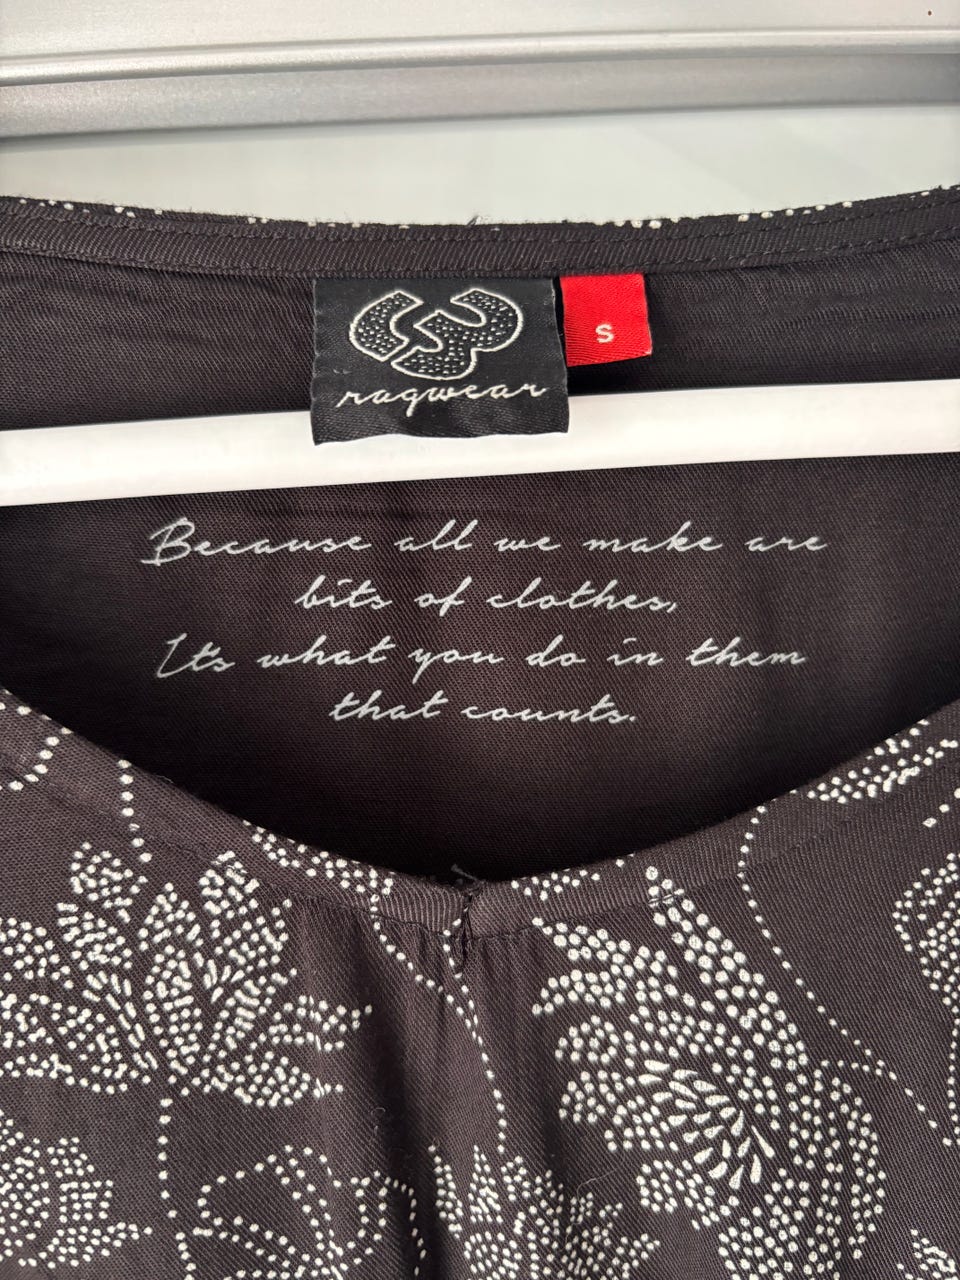 ragwear
S
Because all we make are
bits of clothes,
Its what you do in them
that counts.